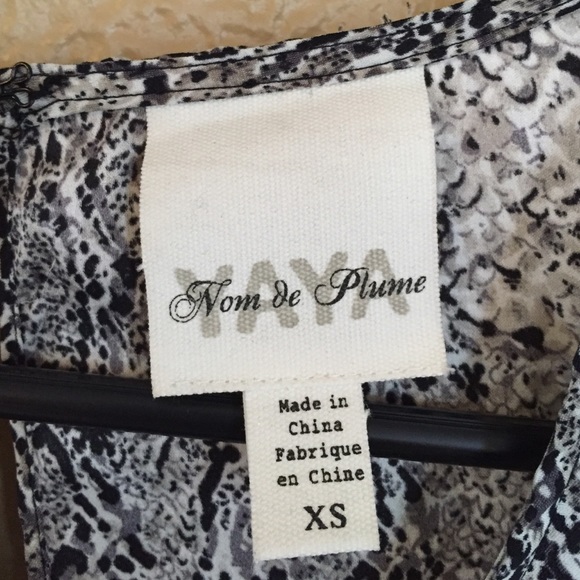 YAYA
Nom de Plume
Made in
China
Fabrique
en Chine
XS